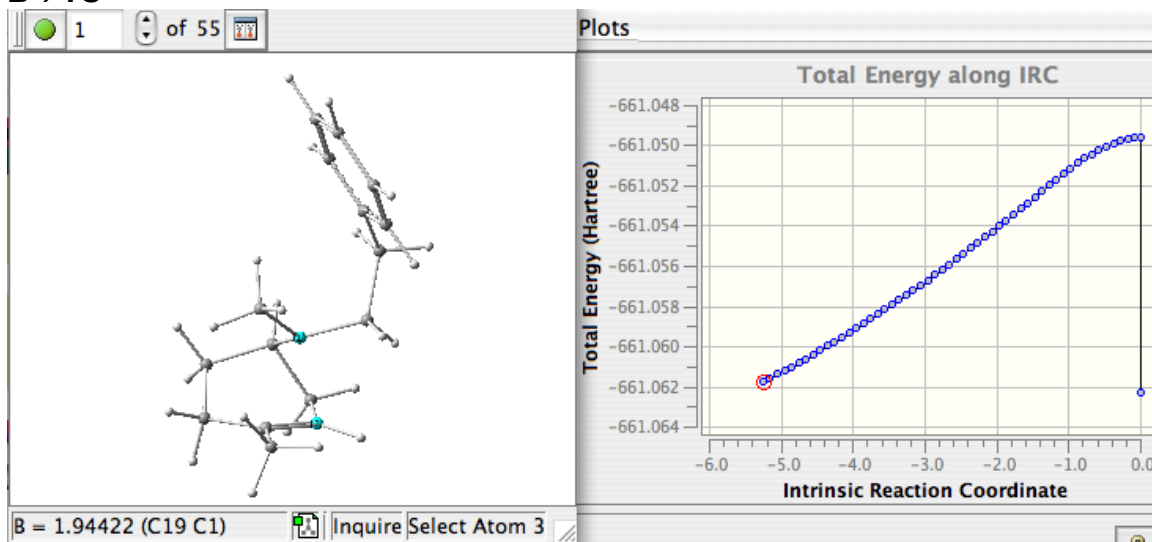 1 of 55
Plots
Total Energy along IRC
Total Energy (Hartree)
-661.048
-661.050
-661.052
-661.054
-661.056
-661.058
-661.060
-661.062
-661.064
-6.0 -5.0 -4.0 -3.0 -2.0 -1.0 0.0
Intrinsic Reaction Coordinate
B = 1.94422 (C19 C1) Inquire Select Atom 3